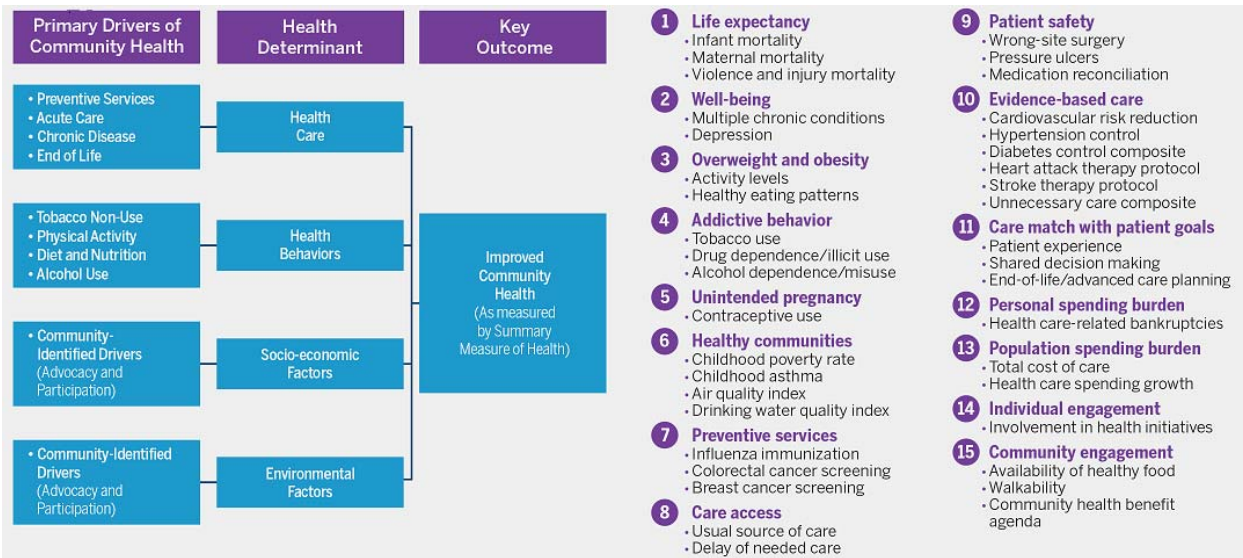 Primary Drivers of
Community Health
Health
Determinant
Key
Outcome
• Preventive Services
• Acute Care
• Chronic Disease
• End of Life
Health
Care
• Tobacco Non-Use
• Physical Activity
• Diet and Nutrition
• Alcohol Use
Health
Behaviors
• Community-
Identified Drivers
(Advocacy and
Participation)
Socio-economic
Factors
• Community-Identified
Drivers
(Advocacy and
Participation)
Environmental
Factors
Improved
Community
Health
(As measured
by Summary
Measure of Health)
1 Life expectancy
• Infant mortality
• Maternal mortality
• Violence and injury mortality
2 Well-being
• Multiple chronic conditions
• Depression
3 Overweight and obesity
• Activity levels
• Healthy eating patterns
4 Addictive behavior
• Tobacco use
• Drug dependence/illicit use
• Alcohol dependence/misuse
5 Unintended pregnancy
• Contraceptive use
6 Healthy communities
• Childhood poverty rate
• Childhood asthma
• Air quality index
• Drinking water quality index
7 Preventive services
• Influenza immunization
• Colorectal cancer screening
• Breast cancer screening
8 Care access
• Usual source of care
• Delay of needed care
9 Patient safety
• Wrong-site surgery
• Pressure ulcers
• Medication reconciliation
10 Evidence-based care
• Cardiovascular risk reduction
• Hypertension control
• Diabetes control composite
• Heart attack therapy protocol
• Stroke therapy protocol
• Unnecessary care composite
11 Care match with patient goals
• Patient experience
• Shared decision making
• End-of-life/advanced care planning
12 Personal spending burden
• Health care-related bankruptcies
13 Population spending burden
• Total cost of care
• Health care spending growth
14 Individual engagement
• Involvement in health initiatives
15 Community engagement
• Availability of healthy food
• Walkability
• Community health benefit
agenda